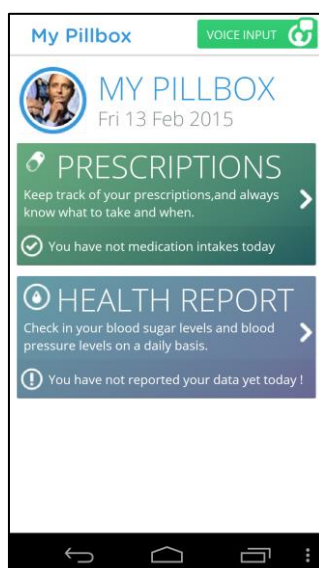 My Pillbox
VOICE INPUT
MY PILLBOX
Fri 13 Feb 2015
PRESCRIPTIONS
Keep track of your prescriptions,and always
know what to take and when.
You have not medication intakes today
HEALTH REPORT
Check in your blood sugar levels and blood
pressure levels on a daily basis.
You have not reported your data yet today !